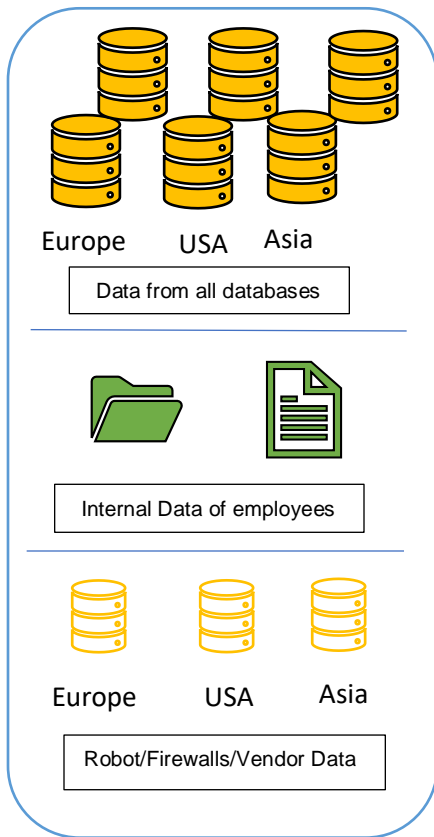 Europe
USA
Asia
Data from all databases
Internal Data of employees
Europe
USA
Asia
Robot/Firewalls/Vendor Data